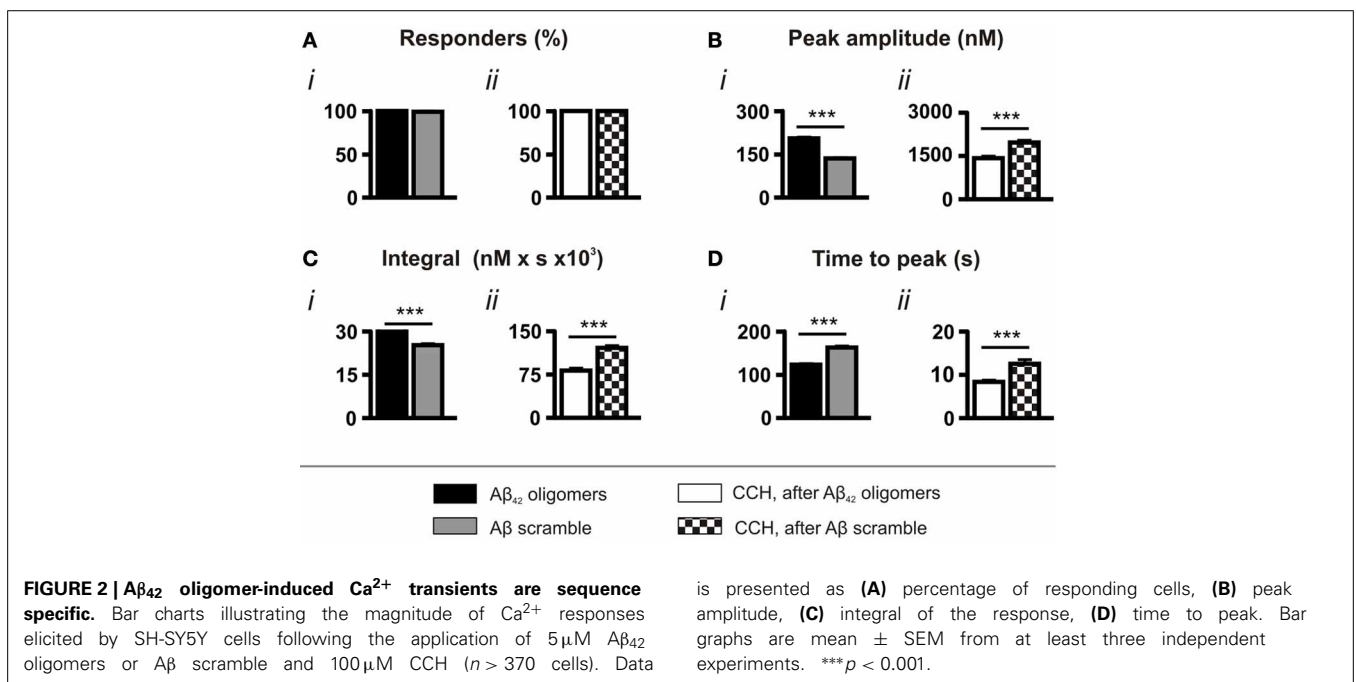 A Responders (%)
B Peak amplitude (nM)
i
ii
i
ii
100
50
0
100
50
0
300
150
0
***
3000
1500
0
***
C Integral (nM x s x10³)
D Time to peak (s)
i
ii
i
ii
30
15
0
***
150
75
0
***
200
100
0
***
20
10
0
***
Aβ₄₂ oligomers
CCH, after Aβ₄₂ oligomers
Aβ scramble
CCH, after Aβ scramble
FIGURE 2 | Aβ₄₂ oligomer-induced Ca²⁺ transients are sequence
specific. Bar charts illustrating the magnitude of Ca²⁺ responses
elicited by SH-SY5Y cells following the application of 5 μM Aβ₄₂
oligomers or Aβ scramble and 100 μM CCH (n > 370 cells). Data
is presented as (A) percentage of responding cells, (B) peak
amplitude, (C) integral of the response, (D) time to peak. Bar
graphs are mean ± SEM from at least three independent
experiments. ***p < 0.001.